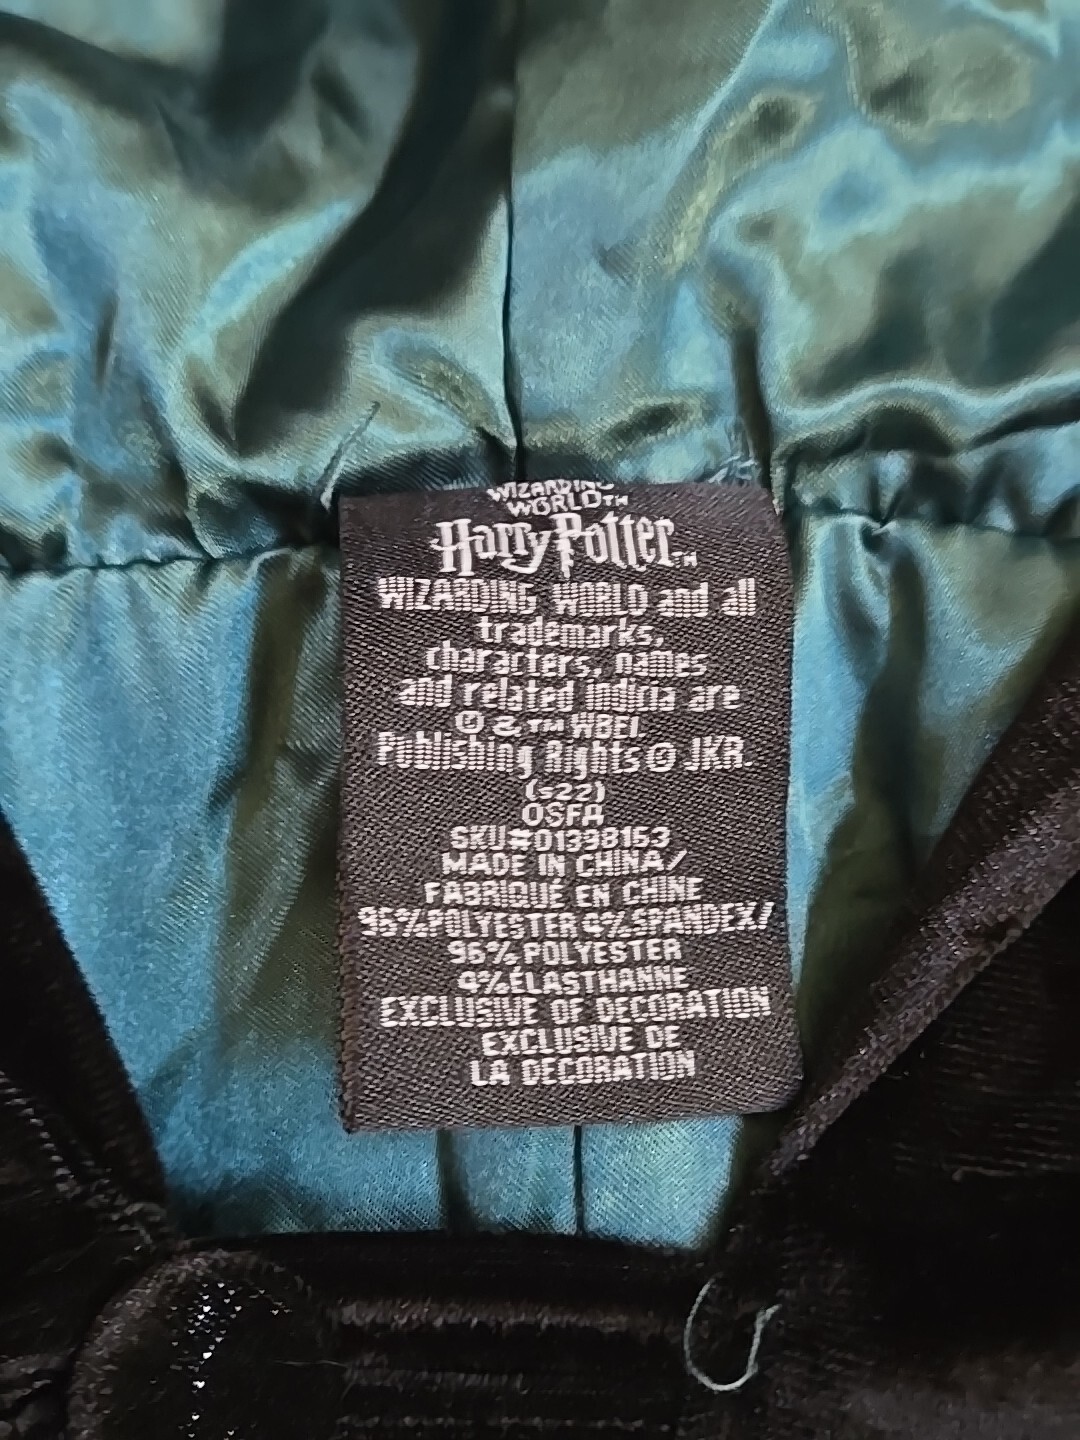 WIZARDING
WORLD™
Harry Potter™
WIZARDING WORLD and all
trademarks,
characters, names
and related indicia are
© & ™ WBEI.
Publishing Rights © JKR.
(s22)
OSFA
SKU#01398153
MADE IN CHINA/
FABRIQUÉ EN CHINE
96%POLYESTER 4%SPANDEX/
96% POLYESTER
4%ÉLASTHANNE
EXCLUSIVE OF DECORATION
EXCLUSIVE DE
LA DECORATION